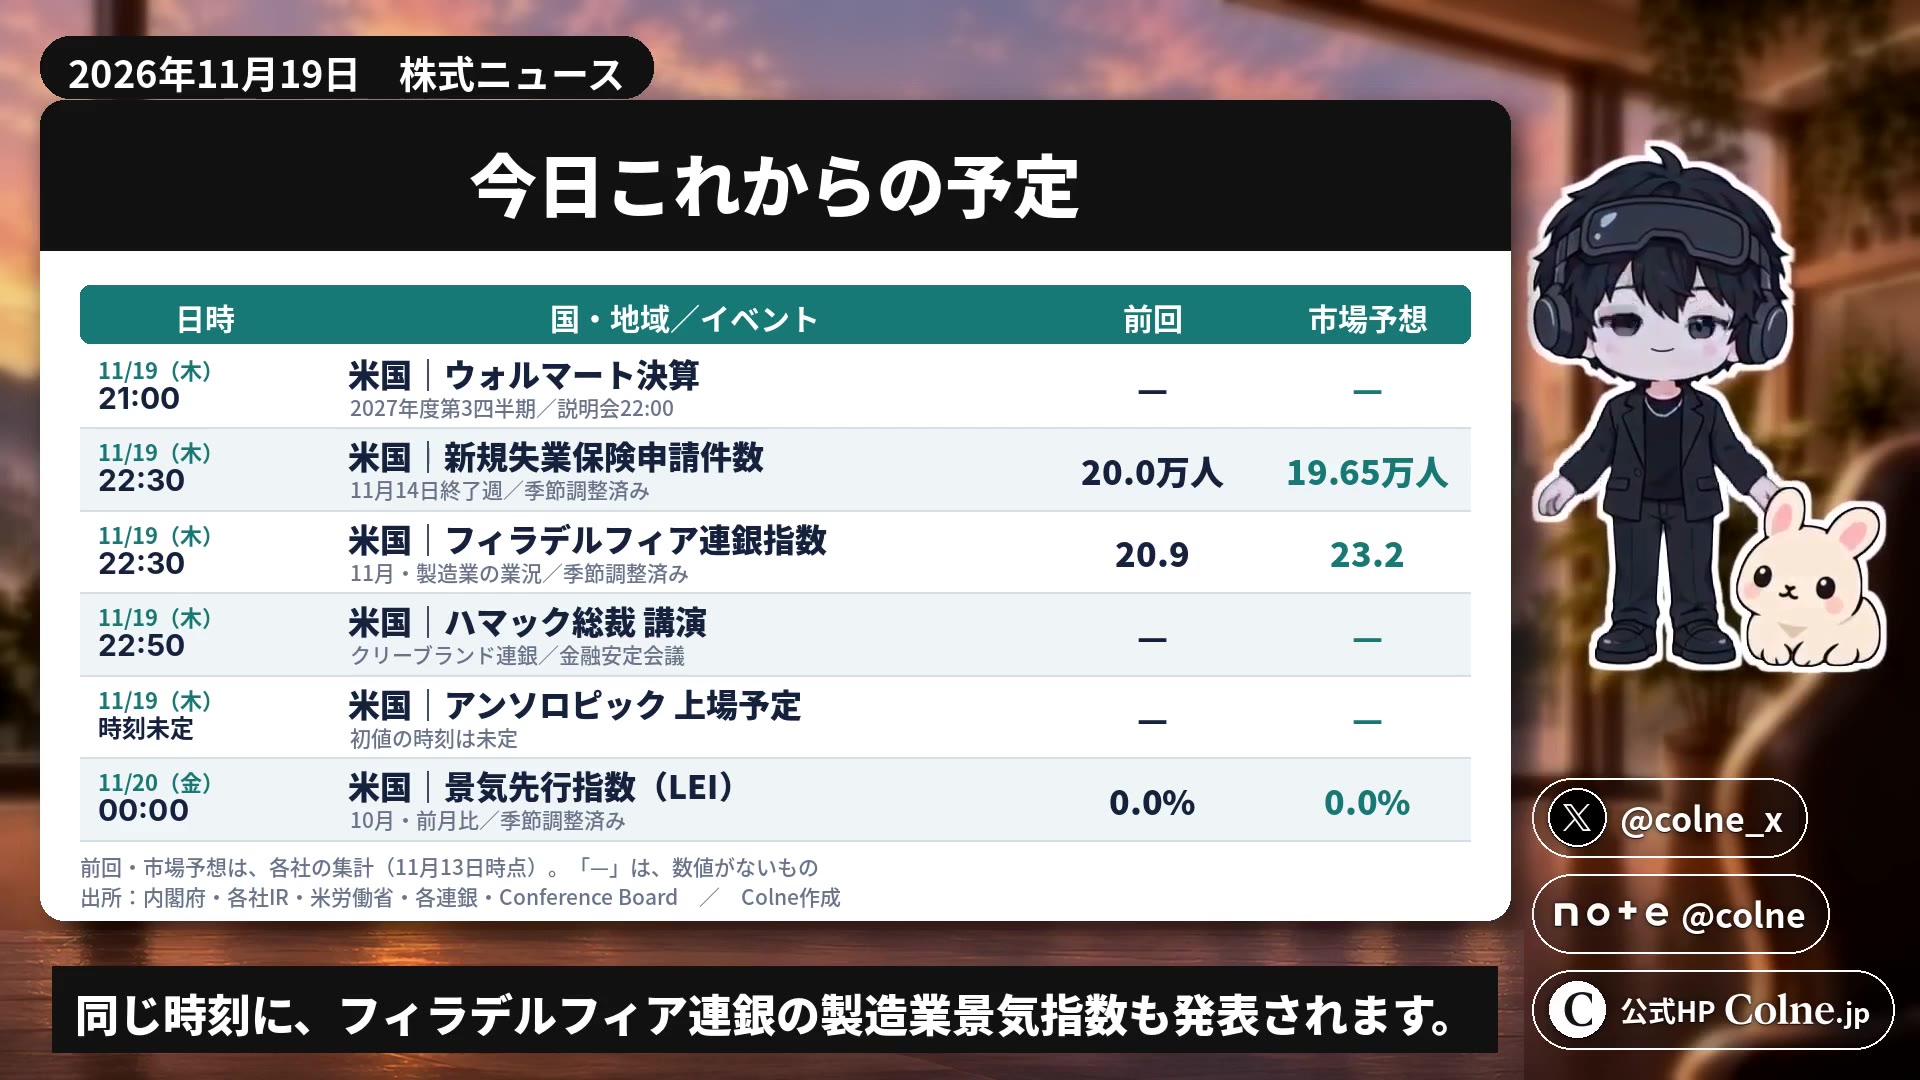 2026年11月19日　株式ニュース
今日これからの予定
日時　国・地域／イベント　前回　市場予想
11/19（木）
21:00
米国｜ウォルマート決算
2027年度第3四半期／説明会22:00
—　—
11/19（木）
22:30
米国｜新規失業保険申請件数
11月14日終了週／季節調整済み
20.0万人　19.65万人
11/19（木）
22:30
米国｜フィラデルフィア連銀指数
11月・製造業の業況／季節調整済み
20.9　23.2
11/19（木）
22:50
米国｜ハマック総裁 講演
クリーブランド連銀／金融安定会議
—　—
11/19（木）
時刻未定
米国｜アンソロピック 上場予定
初値の時刻は未定
—　—
11/20（金）
00:00
米国｜景気先行指数（LEI）
10月・前月比／季節調整済み
0.0%　0.0%
前回・市場予想は、各社の集計（11月13日時点）。「—」は、数値がないもの
出所：内閣府・各社IR・米労働省・各連銀・Conference Board　／　Colne作成
同じ時刻に、フィラデルフィア連銀の製造業景気指数も発表されます。
X @colne_x
note @colne
C 公式HP Colne.jp